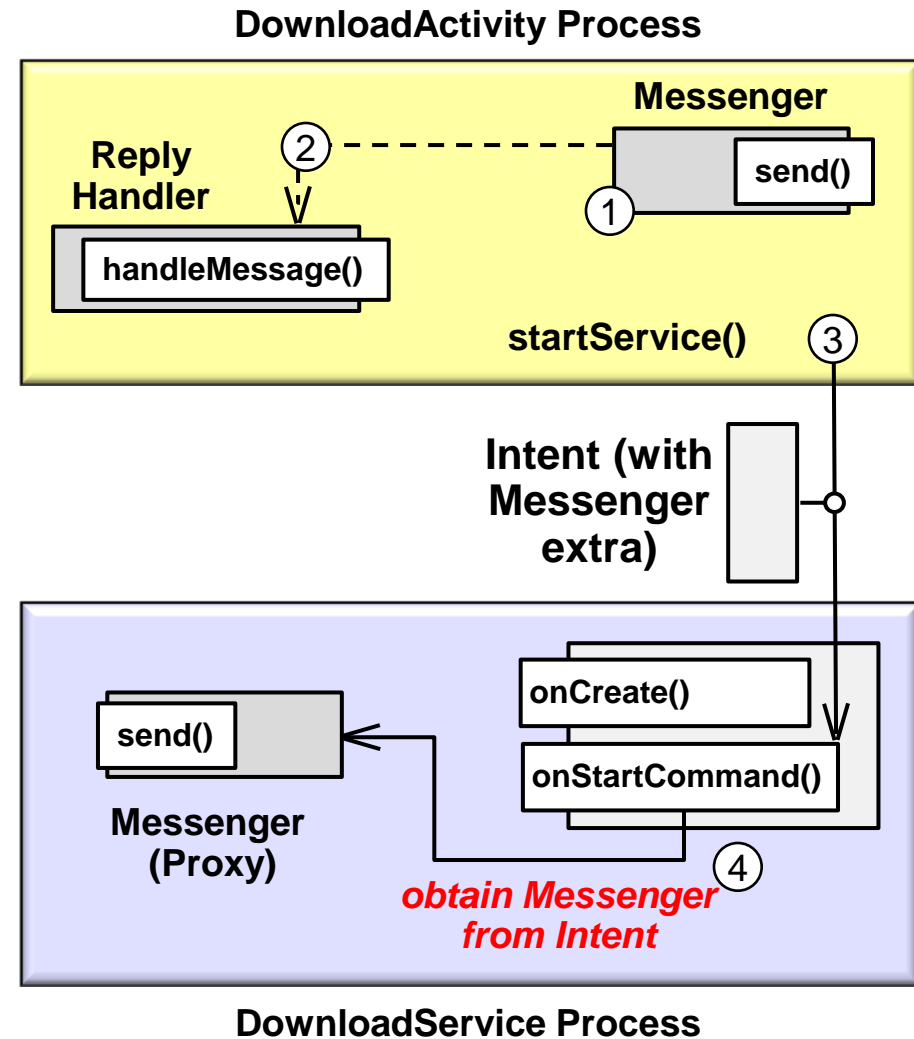 DownloadActivity Process
Messenger
send()
1
2
Reply
Handler
handleMessage()
startService()
3
Intent (with
Messenger
extra)
onCreate()
onStartCommand()
send()
Messenger
(Proxy)
4
obtain Messenger
from Intent
DownloadService Process